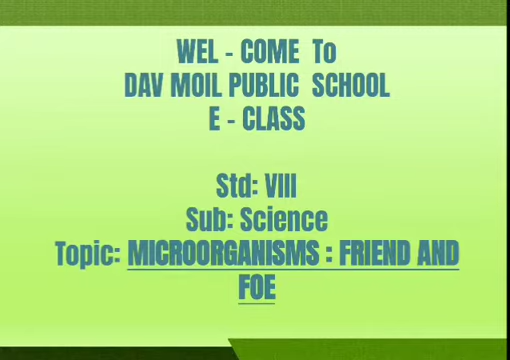 WEL - COME To
DAV MOIL PUBLIC SCHOOL
E - CLASS
Std: VIII
Sub: Science
Topic: MICROORGANISMS : FRIEND AND
FOE